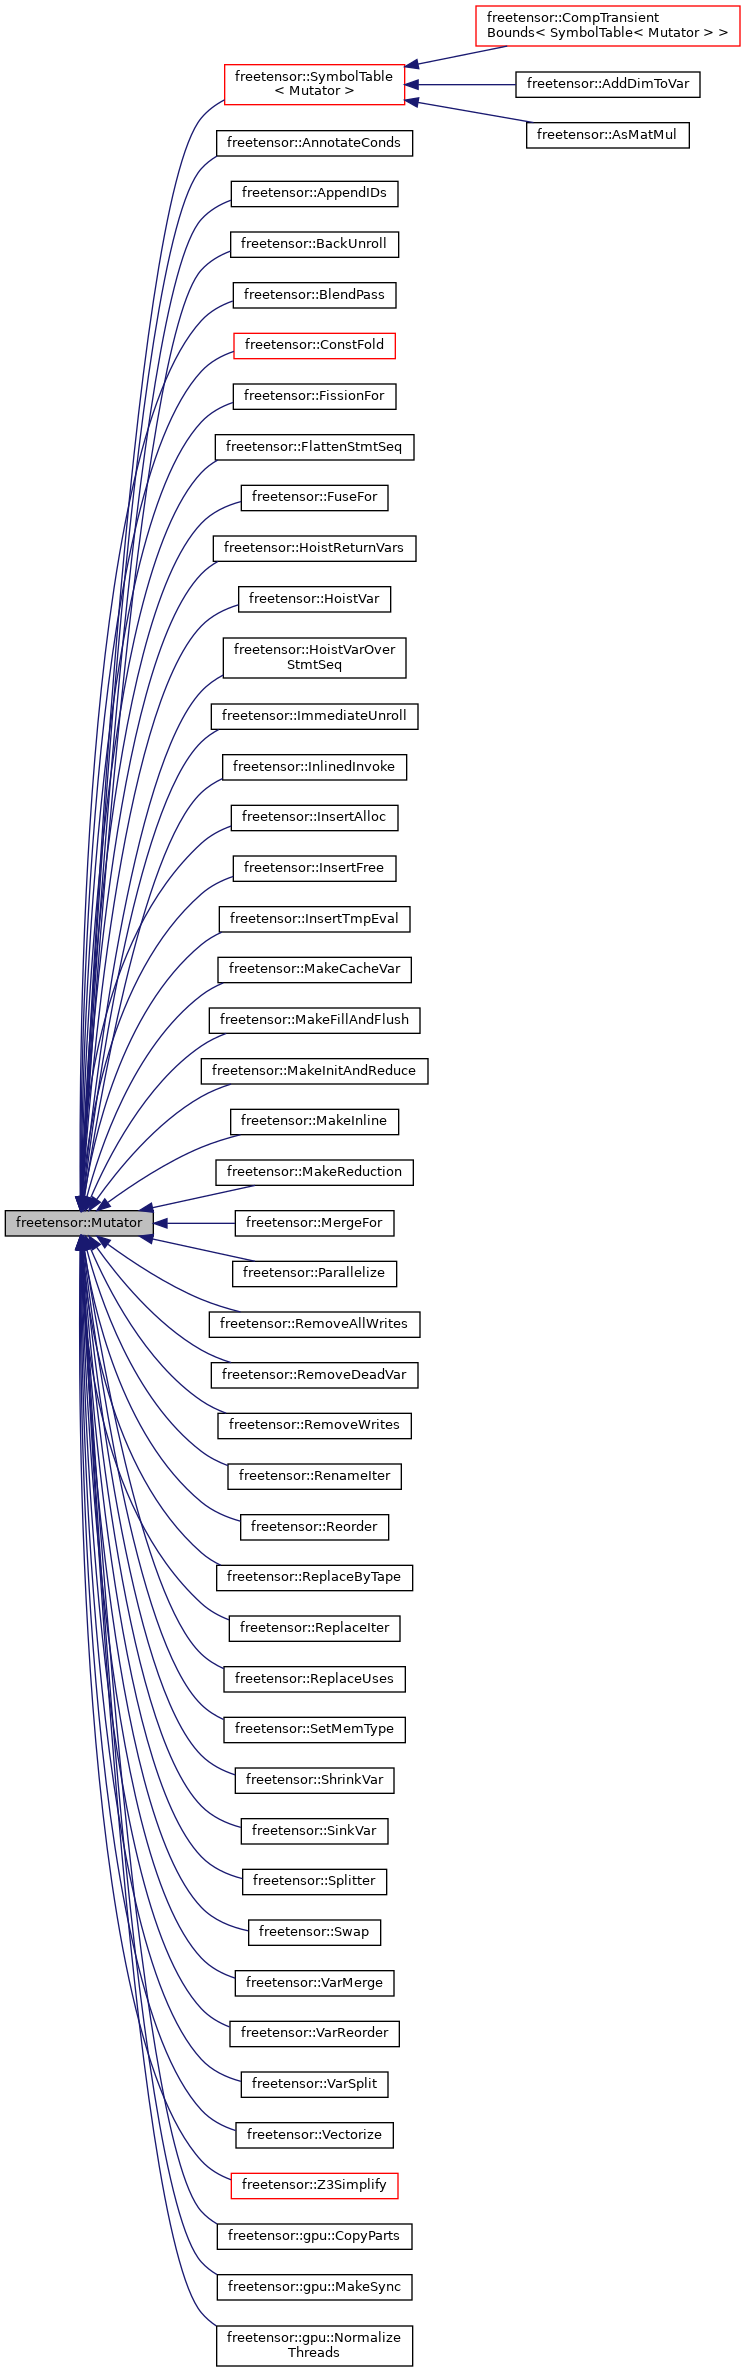 freetensor::CompTransient
Bounds< SymbolTable< Mutator > >
freetensor::SymbolTable
< Mutator >
freetensor::AddDimToVar
freetensor::AsMatMul
freetensor::AnnotateConds
freetensor::AppendIDs
freetensor::BackUnroll
freetensor::BlendPass
freetensor::ConstFold
freetensor::FissionFor
freetensor::FlattenStmtSeq
freetensor::FuseFor
freetensor::HoistReturnVars
freetensor::HoistVar
freetensor::HoistVarOver
StmtSeq
freetensor::ImmediateUnroll
freetensor::InlinedInvoke
freetensor::InsertAlloc
freetensor::InsertFree
freetensor::InsertTmpEval
freetensor::MakeCacheVar
freetensor::MakeFillAndFlush
freetensor::MakeInitAndReduce
freetensor::MakeInline
freetensor::MakeReduction
freetensor::Mutator
freetensor::MergeFor
freetensor::Parallelize
freetensor::RemoveAllWrites
freetensor::RemoveDeadVar
freetensor::RemoveWrites
freetensor::RenameIter
freetensor::Reorder
freetensor::ReplaceByTape
freetensor::ReplaceIter
freetensor::ReplaceUses
freetensor::SetMemType
freetensor::ShrinkVar
freetensor::SinkVar
freetensor::Splitter
freetensor::Swap
freetensor::VarMerge
freetensor::VarReorder
freetensor::VarSplit
freetensor::Vectorize
freetensor::Z3Simplify
freetensor::gpu::CopyParts
freetensor::gpu::MakeSync
freetensor::gpu::Normalize
Threads